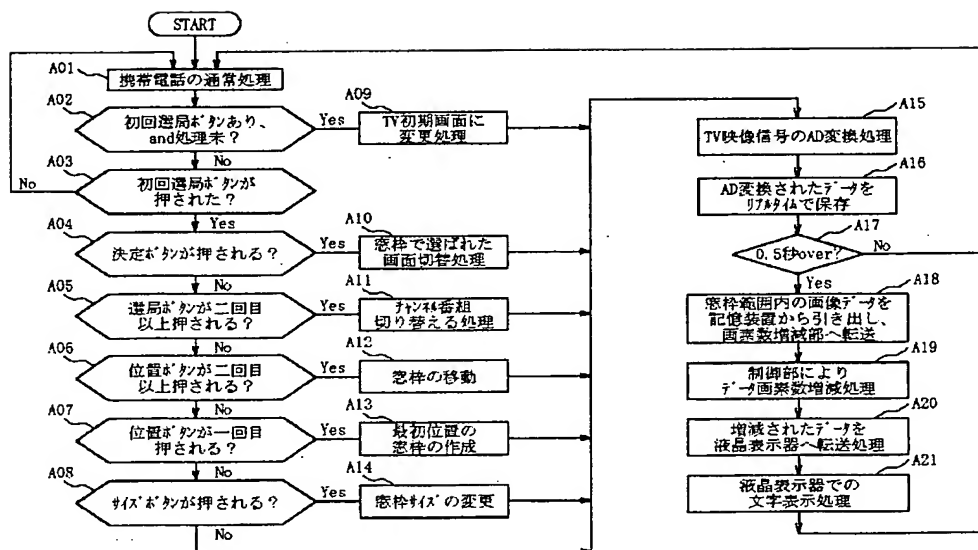 START
A01
携帯電話の通常処理
A02
初回選局ボタンあり、
and処理未？
Yes
A09
TV初期画面に
変更処理
No
A03
初回選局ボタンが
押された？
No
Yes
A04
決定ボタンが押される？
Yes
A10
窓枠で選ばれた
画面切替処理
No
A05
選局ボタンが二回目
以上押される？
Yes
A11
チャンネル番組
切り替える処理
No
A06
位置ボタンが二回目
以上押される？
Yes
A12
窓枠の移動
No
A07
位置ボタンが一回目
押される？
Yes
A13
最初位置の
窓枠の作成
No
A08
サイズボタンが押される？
Yes
A14
窓枠サイズの変更
No
A15
TV映像信号のAD変換処理
A16
AD変換されたデータを
リアルタイムで保存
A17
0.5秒over？
No
Yes
A18
窓枠範囲内の画像データを
記憶装置から引き出し、
画素数増減部へ転送
A19
制御部により
データ画素数増減処理
A20
増減されたデータを
液晶表示器へ転送処理
A21
液晶表示器での
文字表示処理